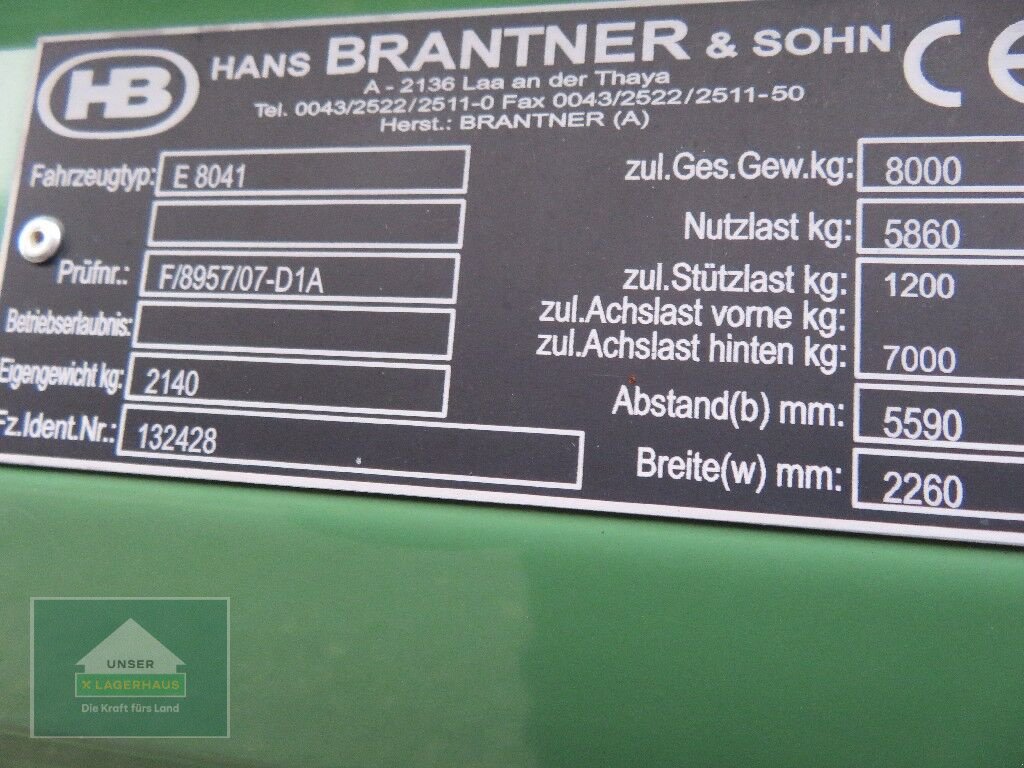 HB
HANS BRANTNER & SOHN
A - 2136 Laa an der Thaya
Tel. 0043/2522/2511-0 Fax 0043/2522/2511-50
Herst.: BRANTNER (A)
CE
Fahrzeugtyp: E 8041
Prüfnr.: F/8957/07-D1A
Betriebserlaubnis:
Eigengewicht kg: 2140
Fz.Ident.Nr.: 132428
zul.Ges.Gew.kg: 8000
Nutzlast kg: 5860
zul.Stützlast kg: 1200
zul.Achslast vorne kg:
zul.Achslast hinten kg: 7000
Abstand(b) mm: 5590
Breite(w) mm: 2260
UNSER
X LAGERHAUS
Die Kraft fürs Land